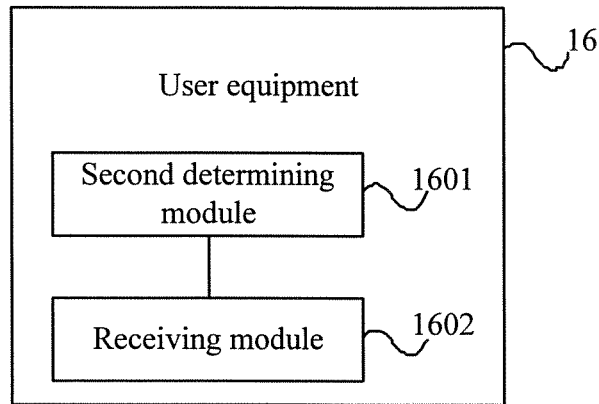 16
User equipment
Second determining
module
1601
Receiving module
1602